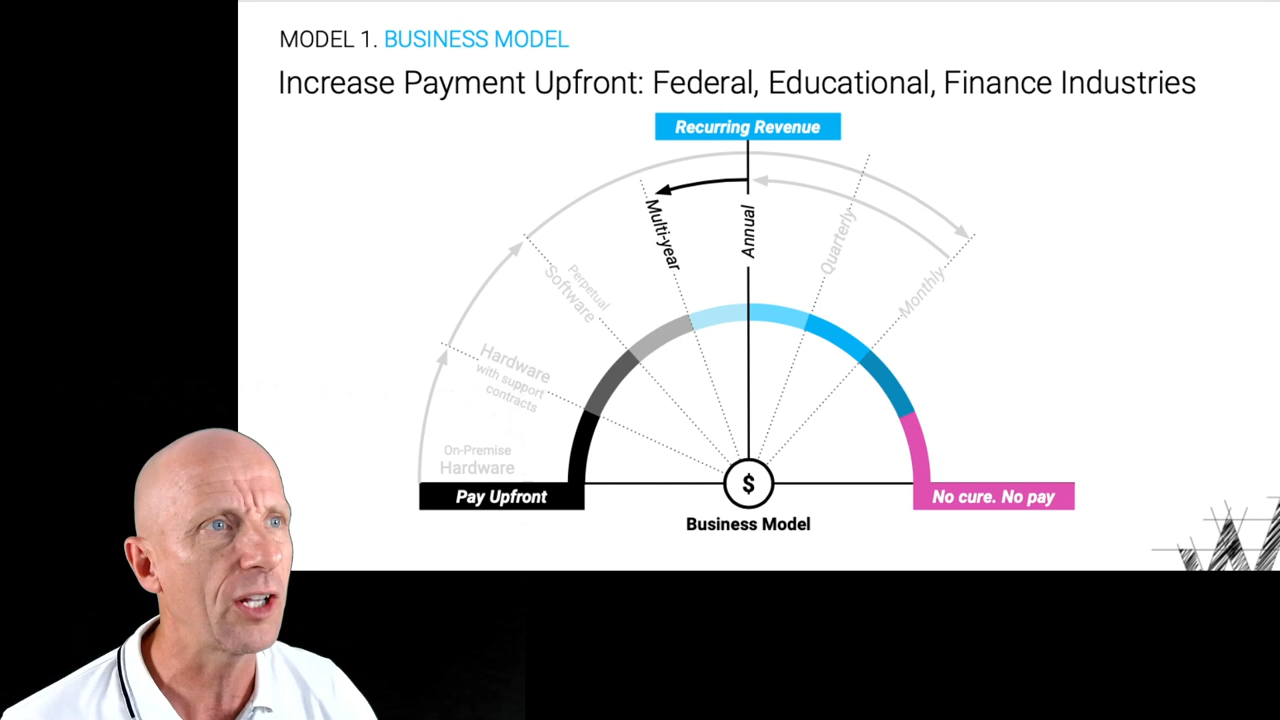 MODEL 1. BUSINESS MODEL
Increase Payment Upfront: Federal, Educational, Finance Industries
Recurring Revenue
Multi-year
Annual
Quarterly
Monthly
Perpetual
Software
Hardware
with support
contracts
On-Premise
Hardware
Pay Upfront
$
No cure. No pay
Business Model
W